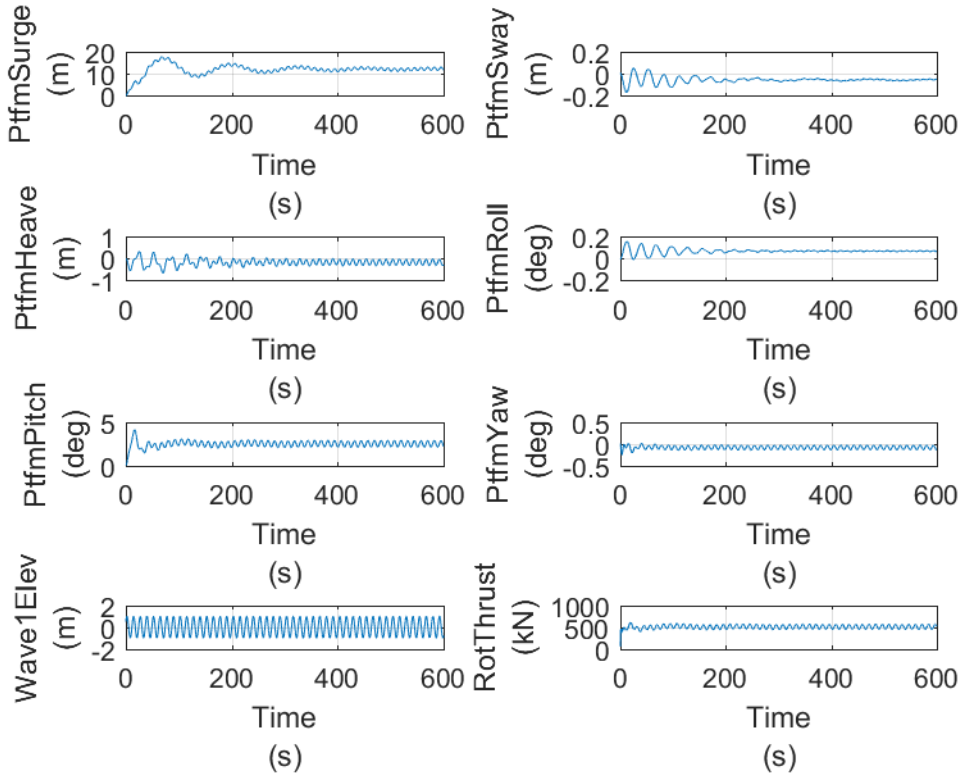 PtfmSurge
(m)
20
10
0
0
200
400
600
Time
(s)
PtfmSway
(m)
0.2
0
-0.2
0
200
400
600
Time
(s)
PtfmHeave
(m)
1
0
-1
0
200
400
600
Time
(s)
PtfmRoll
(deg)
0.2
0
-0.2
0
200
400
600
Time
(s)
PtfmPitch
(deg)
5
0
0
200
400
600
Time
(s)
PtfmYaw
(deg)
0.5
0
-0.5
0
200
400
600
Time
(s)
Wave1Elev
(m)
2
0
-2
0
200
400
600
Time
(s)
RotThrust
(kN)
1000
500
0
0
200
400
600
Time
(s)